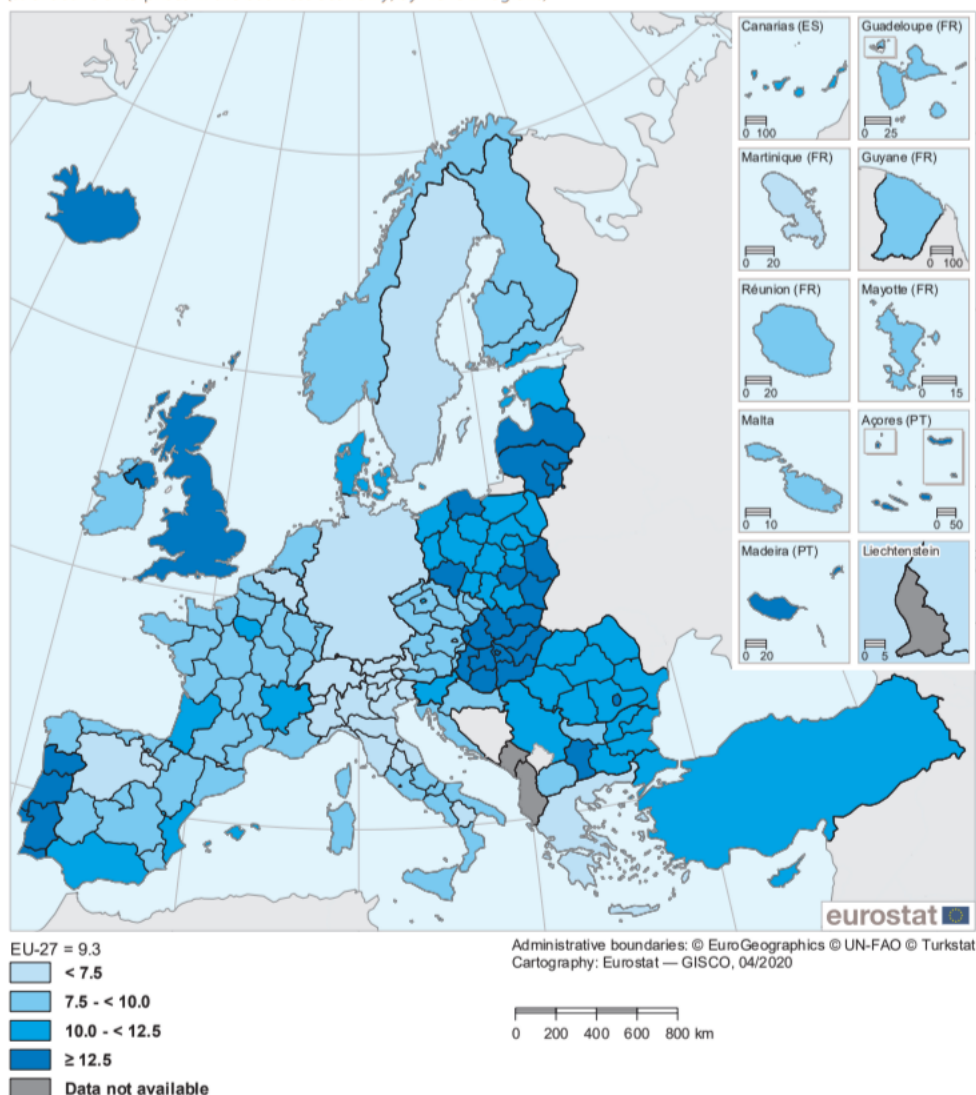 Canarias (ES)
0 100
Guadeloupe (FR)
0 25
Martinique (FR)
0 20
Guyane (FR)
0 100
Réunion (FR)
0 20
Mayotte (FR)
0 15
Malta
0 10
Açores (PT)
0 50
Madeira (PT)
0 20
Liechtenstein
0 5
eurostat
EU-27 = 9.3
< 7.5
7.5 - < 10.0
10.0 - < 12.5
≥ 12.5
Data not available
Administrative boundaries: © EuroGeographics © UN-FAO © Turkstat
Cartography: Eurostat — GISCO, 04/2020
0 200 400 600 800 km